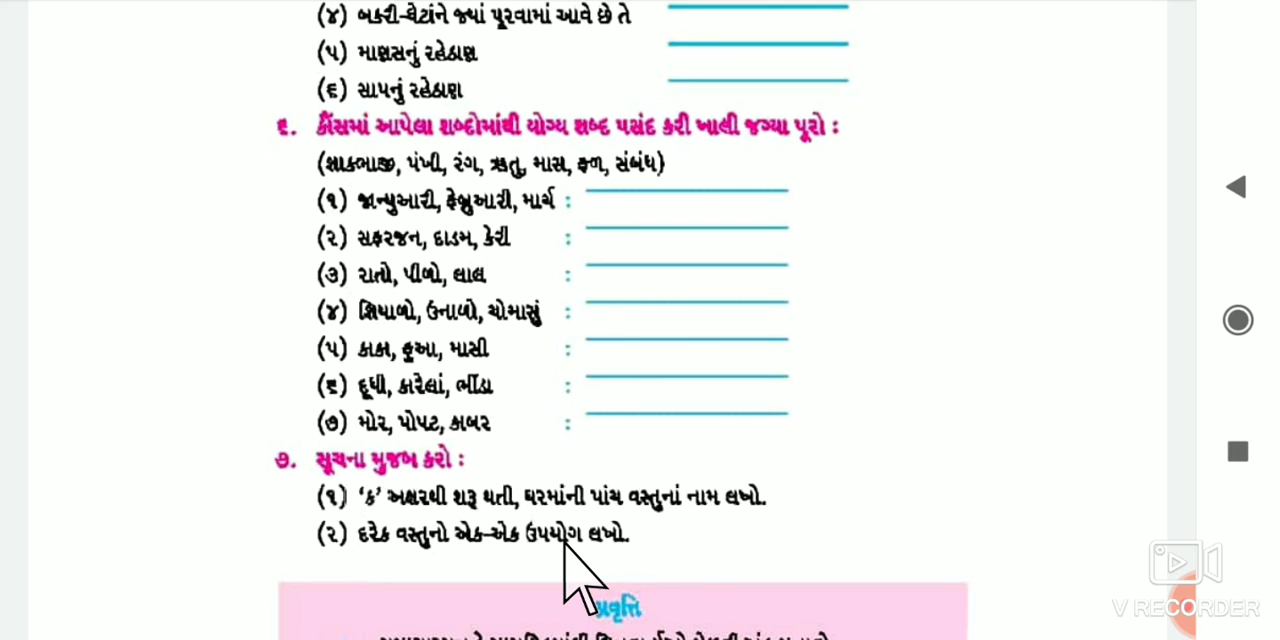 (૪) બકરી-ઘેટાંને જ્યાં પૂરવામાં આવે છે તે
(૫) માણસનું રહેઠાણ
(૬) સાપનું રહેઠાણ
૬. કૌંસમાં આપેલા શબ્દોમાંથી યોગ્ય શબ્દ પસંદ કરી ખાલી જગ્યા પૂરો :
(શાકભાજી, પંખી, રંગ, ઋતુ, માસ, ફળ, સંબંધ)
(૧) જાન્યુઆરી, ફેબ્રુઆરી, માર્ચ :
(૨) સફરજન, દાડમ, કેરી :
(૩) રાતો, પીળો, લાલ :
(૪) શિયાળો, ઉનાળો, ચોમાસું :
(૫) કાકા, ફૂઆ, માસી :
(૬) દૂધી, કારેલાં, ભીંડા :
(૭) મોર, પોપટ, કાબર :
૭. સૂચના મુજબ કરો :
(૧) ‘ક’ અક્ષરથી શરૂ થતી, ઘરમાંની પાંચ વસ્તુનાં નામ લખો.
(૨) દરેક વસ્તુનો એક-એક ઉપયોગ લખો.
પ્રવૃત્તિ
V RECORDER